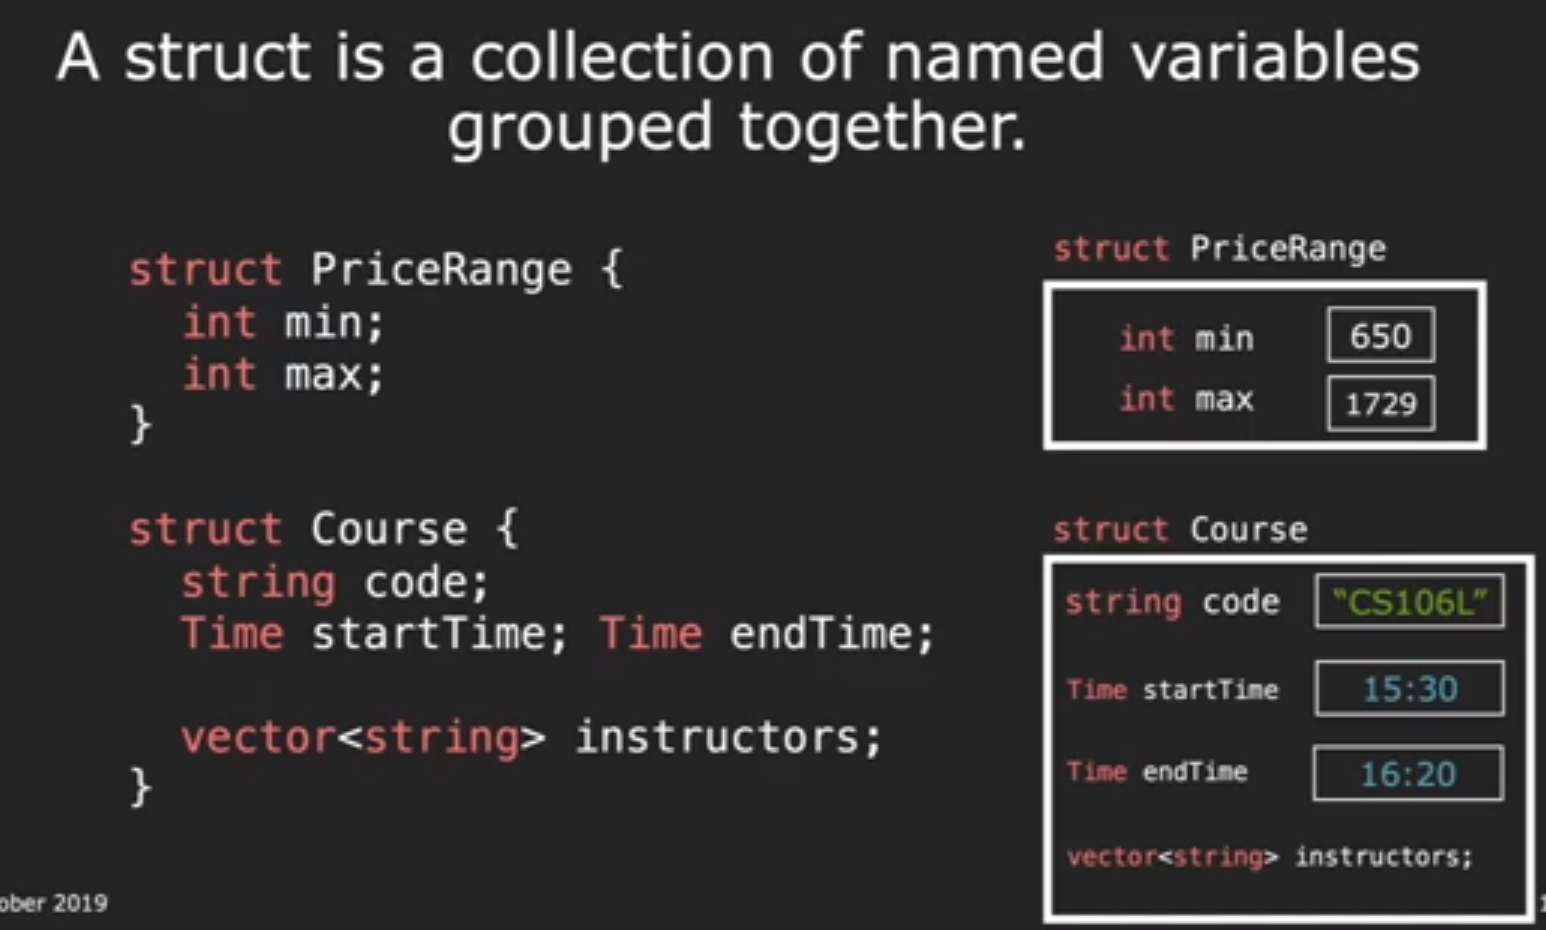 A struct is a collection of named variables
grouped together.
struct PriceRange {
int min;
int max;
}
struct Course {
string code;
Time startTime; Time endTime;
vector<string> instructors;
}
struct PriceRange
int min 650
int max 1729
struct Course
string code “CS106L”
Time startTime 15:30
Time endTime 16:20
vector<string> instructors;
ober 2019